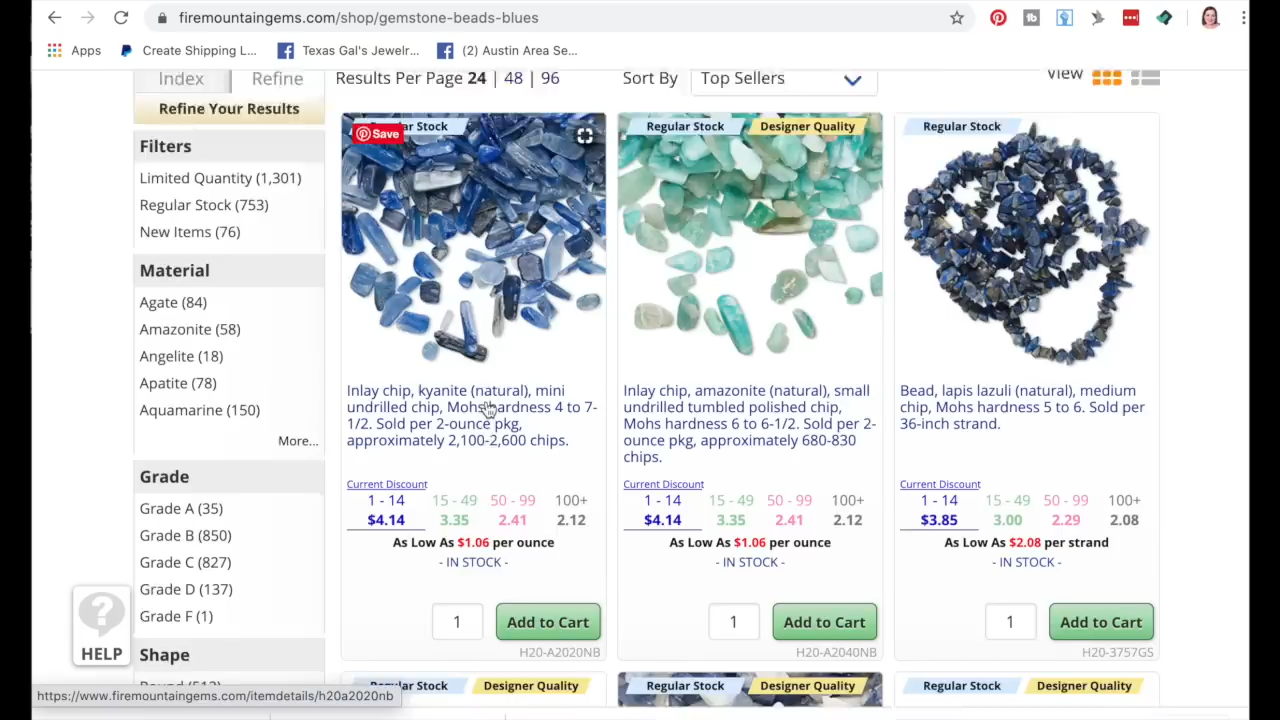 firemountaingems.com/shop/gemstone-beads-blues
Apps
Create Shipping L...
Texas Gal's Jewelr...
(2) Austin Area Se...
Index
Refine
Results Per Page 24 | 48 | 96
Sort By
Top Sellers
View
Refine Your Results
Filters
Limited Quantity (1,301)
Regular Stock (753)
New Items (76)
Material
Agate (84)
Amazonite (58)
Angelite (18)
Apatite (78)
Aquamarine (150)
More...
Grade
Grade A (35)
Grade B (850)
Grade C (827)
Grade D (137)
Grade F (1)
Shape
HELP
Stock
Save
Inlay chip, kyanite (natural), mini
undrilled chip, Mohs hardness 4 to 7-
1/2. Sold per 2-ounce pkg,
approximately 2,100-2,600 chips.
Current Discount
1 - 14 15 - 49 50 - 99 100+
$4.14 3.35 2.41 2.12
As Low As $1.06 per ounce
- IN STOCK -
1
Add to Cart
H20-A2020NB
Regular Stock
Designer Quality
Inlay chip, amazonite (natural), small
undrilled tumbled polished chip,
Mohs hardness 6 to 6-1/2. Sold per 2-
ounce pkg, approximately 680-830
chips.
Current Discount
1 - 14 15 - 49 50 - 99 100+
$4.14 3.35 2.41 2.12
As Low As $1.06 per ounce
- IN STOCK -
1
Add to Cart
H20-A2040NB
Regular Stock
Bead, lapis lazuli (natural), medium
chip, Mohs hardness 5 to 6. Sold per
36-inch strand.
Current Discount
1 - 14 15 - 49 50 - 99 100+
$3.85 3.00 2.29 2.08
As Low As $2.08 per strand
- IN STOCK -
1
Add to Cart
H20-3757GS
https://www.firemountaingems.com/itemdetails/h20a2020nb
Stock
Designer Quality
Regular Stock
Designer Quality
Regular Stock
Designer Quality